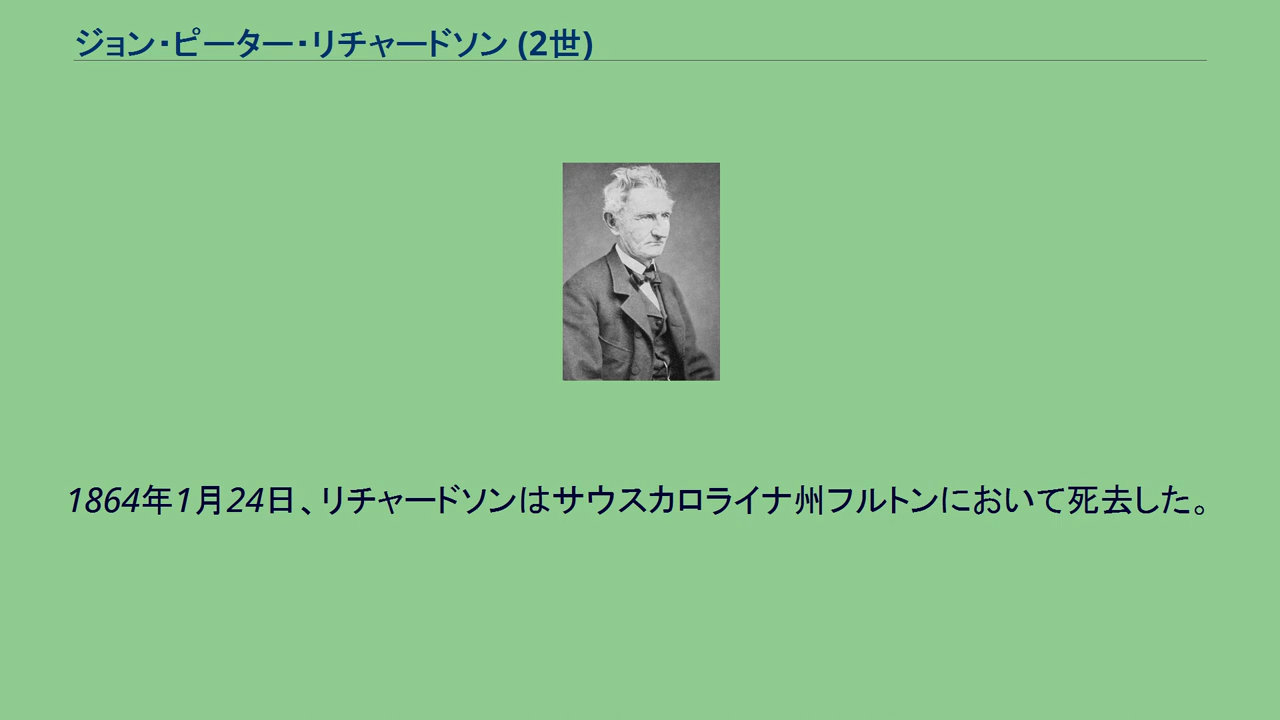 ジョン・ピーター・リチャードソン (2世)
1864年1月24日、リチャードソンはサウスカロライナ州フルトンにおいて死去した。